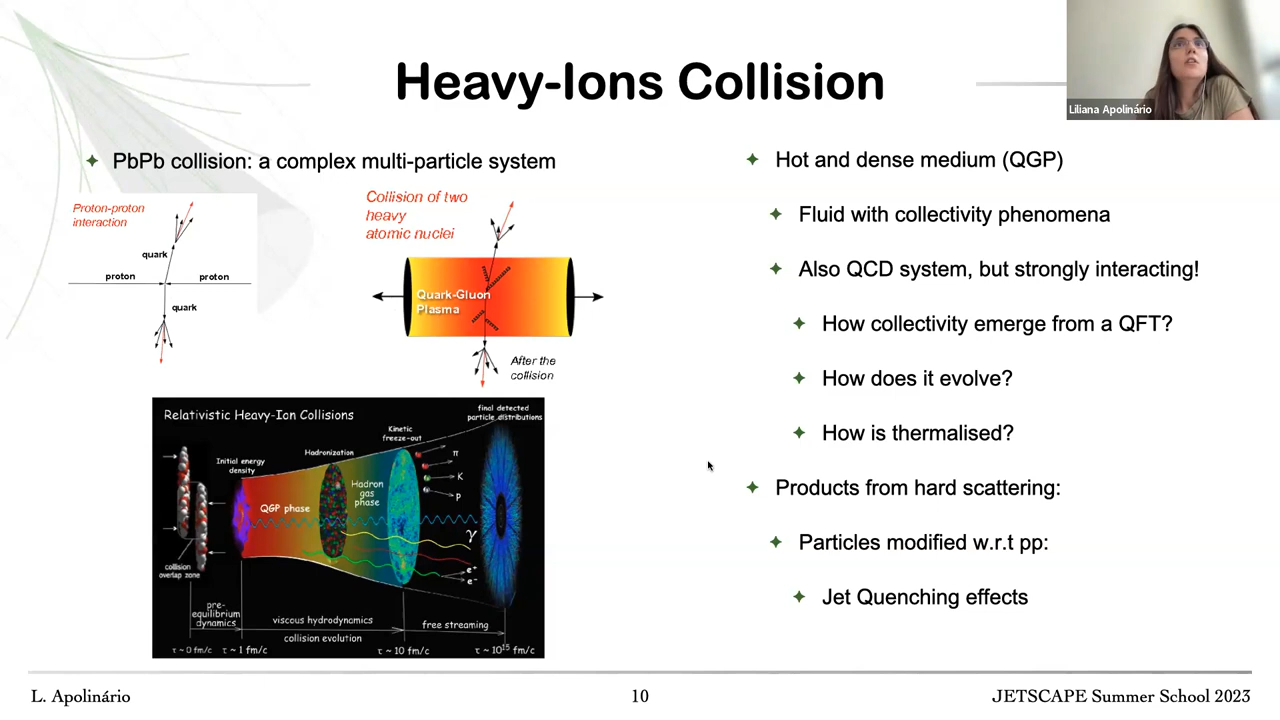 Heavy-Ions Collision
Liliana Apolinário
PbPb collision: a complex multi-particle system
Proton-proton
interaction
quark
proton
proton
quark
Collision of two
heavy
atomic nuclei
Quark-Gluon
Plasma
After the
collision
Relativistic Heavy-Ion Collisions
final detected
particle distributions
Kinetic
freeze-out
Hadronization
Initial energy
density
π
K
p
QGP phase
Hadron
gas
phase
γ
e+
e-
collision
overlap zone
pre-
equilibrium
dynamics
viscous hydrodynamics
free streaming
collision evolution
τ ~ 0 fm/c
τ ~ 1 fm/c
τ ~ 10 fm/c
τ ~ 10¹⁵ fm/c
Hot and dense medium (QGP)
Fluid with collectivity phenomena
Also QCD system, but strongly interacting!
How collectivity emerge from a QFT?
How does it evolve?
How is thermalised?
Products from hard scattering:
Particles modified w.r.t pp:
Jet Quenching effects
L. Apolinário
10
JETSCAPE Summer School 2023